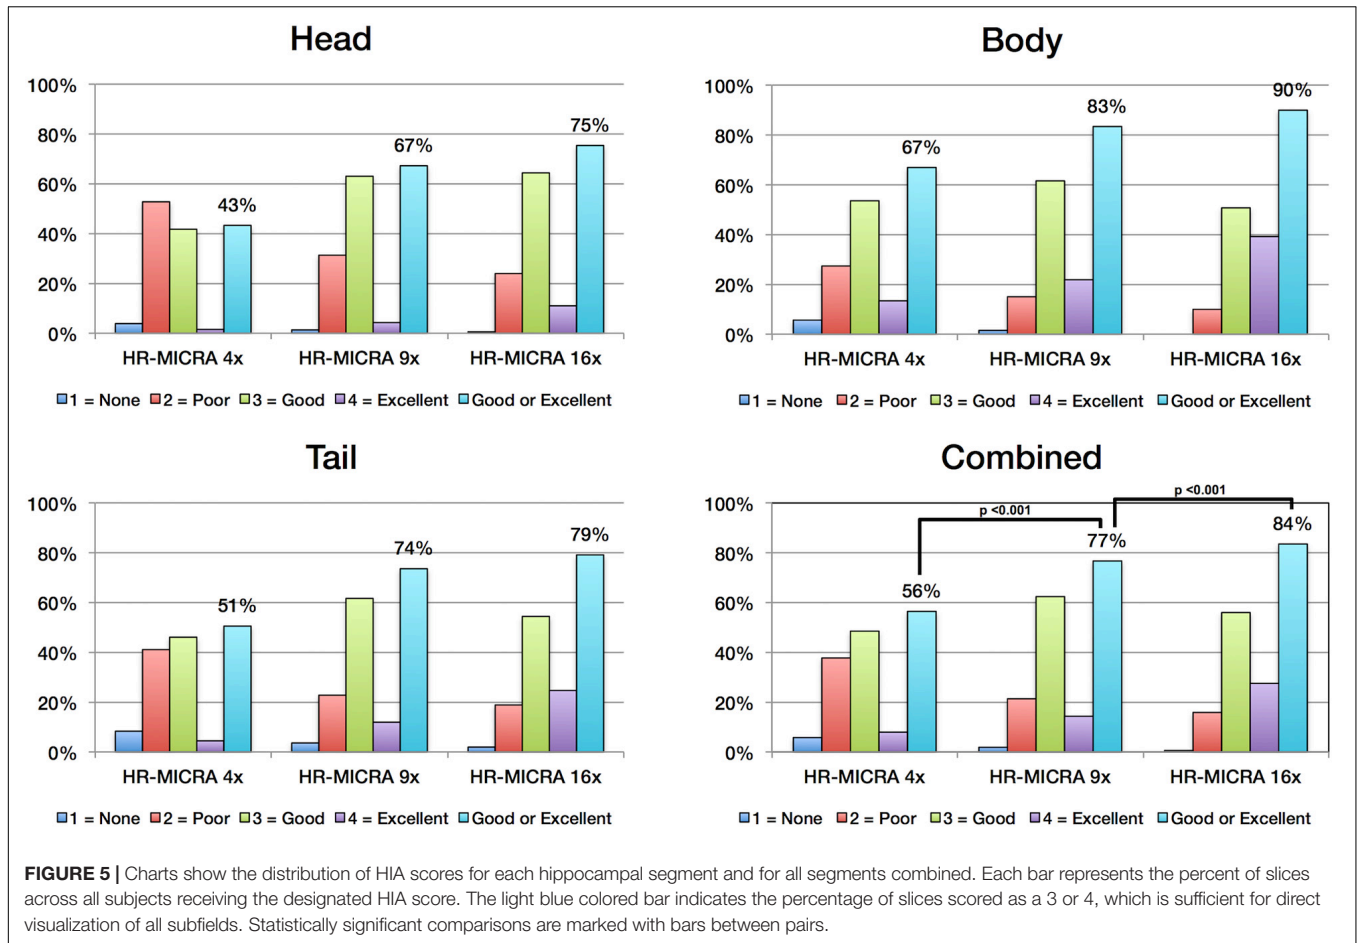 Head
100%
80%
60%
40%
20%
0%
43%
67%
75%
HR-MICRA 4x HR-MICRA 9x HR-MICRA 16x
1 = None 2 = Poor 3 = Good 4 = Excellent Good or Excellent
Body
100%
80%
60%
40%
20%
0%
67%
83%
90%
HR-MICRA 4x HR-MICRA 9x HR-MICRA 16x
1 = None 2 = Poor 3 = Good 4 = Excellent Good or Excellent
Tail
100%
80%
60%
40%
20%
0%
51%
74%
79%
HR-MICRA 4x HR-MICRA 9x HR-MICRA 16x
1 = None 2 = Poor 3 = Good 4 = Excellent Good or Excellent
Combined
100%
80%
60%
40%
20%
0%
p <0.001
p <0.001
56%
77%
84%
HR-MICRA 4x HR-MICRA 9x HR-MICRA 16x
1 = None 2 = Poor 3 = Good 4 = Excellent Good or Excellent
FIGURE 5 | Charts show the distribution of HIA scores for each hippocampal segment and for all segments combined. Each bar represents the percent of slices
across all subjects receiving the designated HIA score. The light blue colored bar indicates the percentage of slices scored as a 3 or 4, which is sufficient for direct
visualization of all subfields. Statistically significant comparisons are marked with bars between pairs.